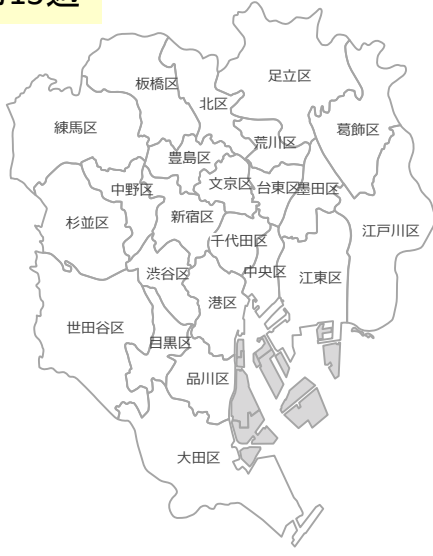 足立区
板橋区
北区
練馬区
葛飾区
荒川区
豊島区
文京区
台東区
墨田区
中野区
新宿区
杉並区
江戸川区
千代田区
中央区
渋谷区
江東区
港区
世田谷区
目黒区
品川区
大田区